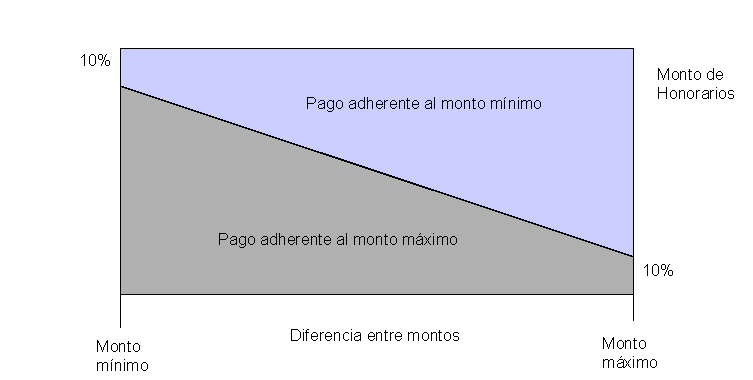 10%
Monto de
Honorarios
Pago adherente al monto mínimo
Pago adherente al monto máximo
10%
Diferencia entre montos
Monto
mínimo
Monto
máximo